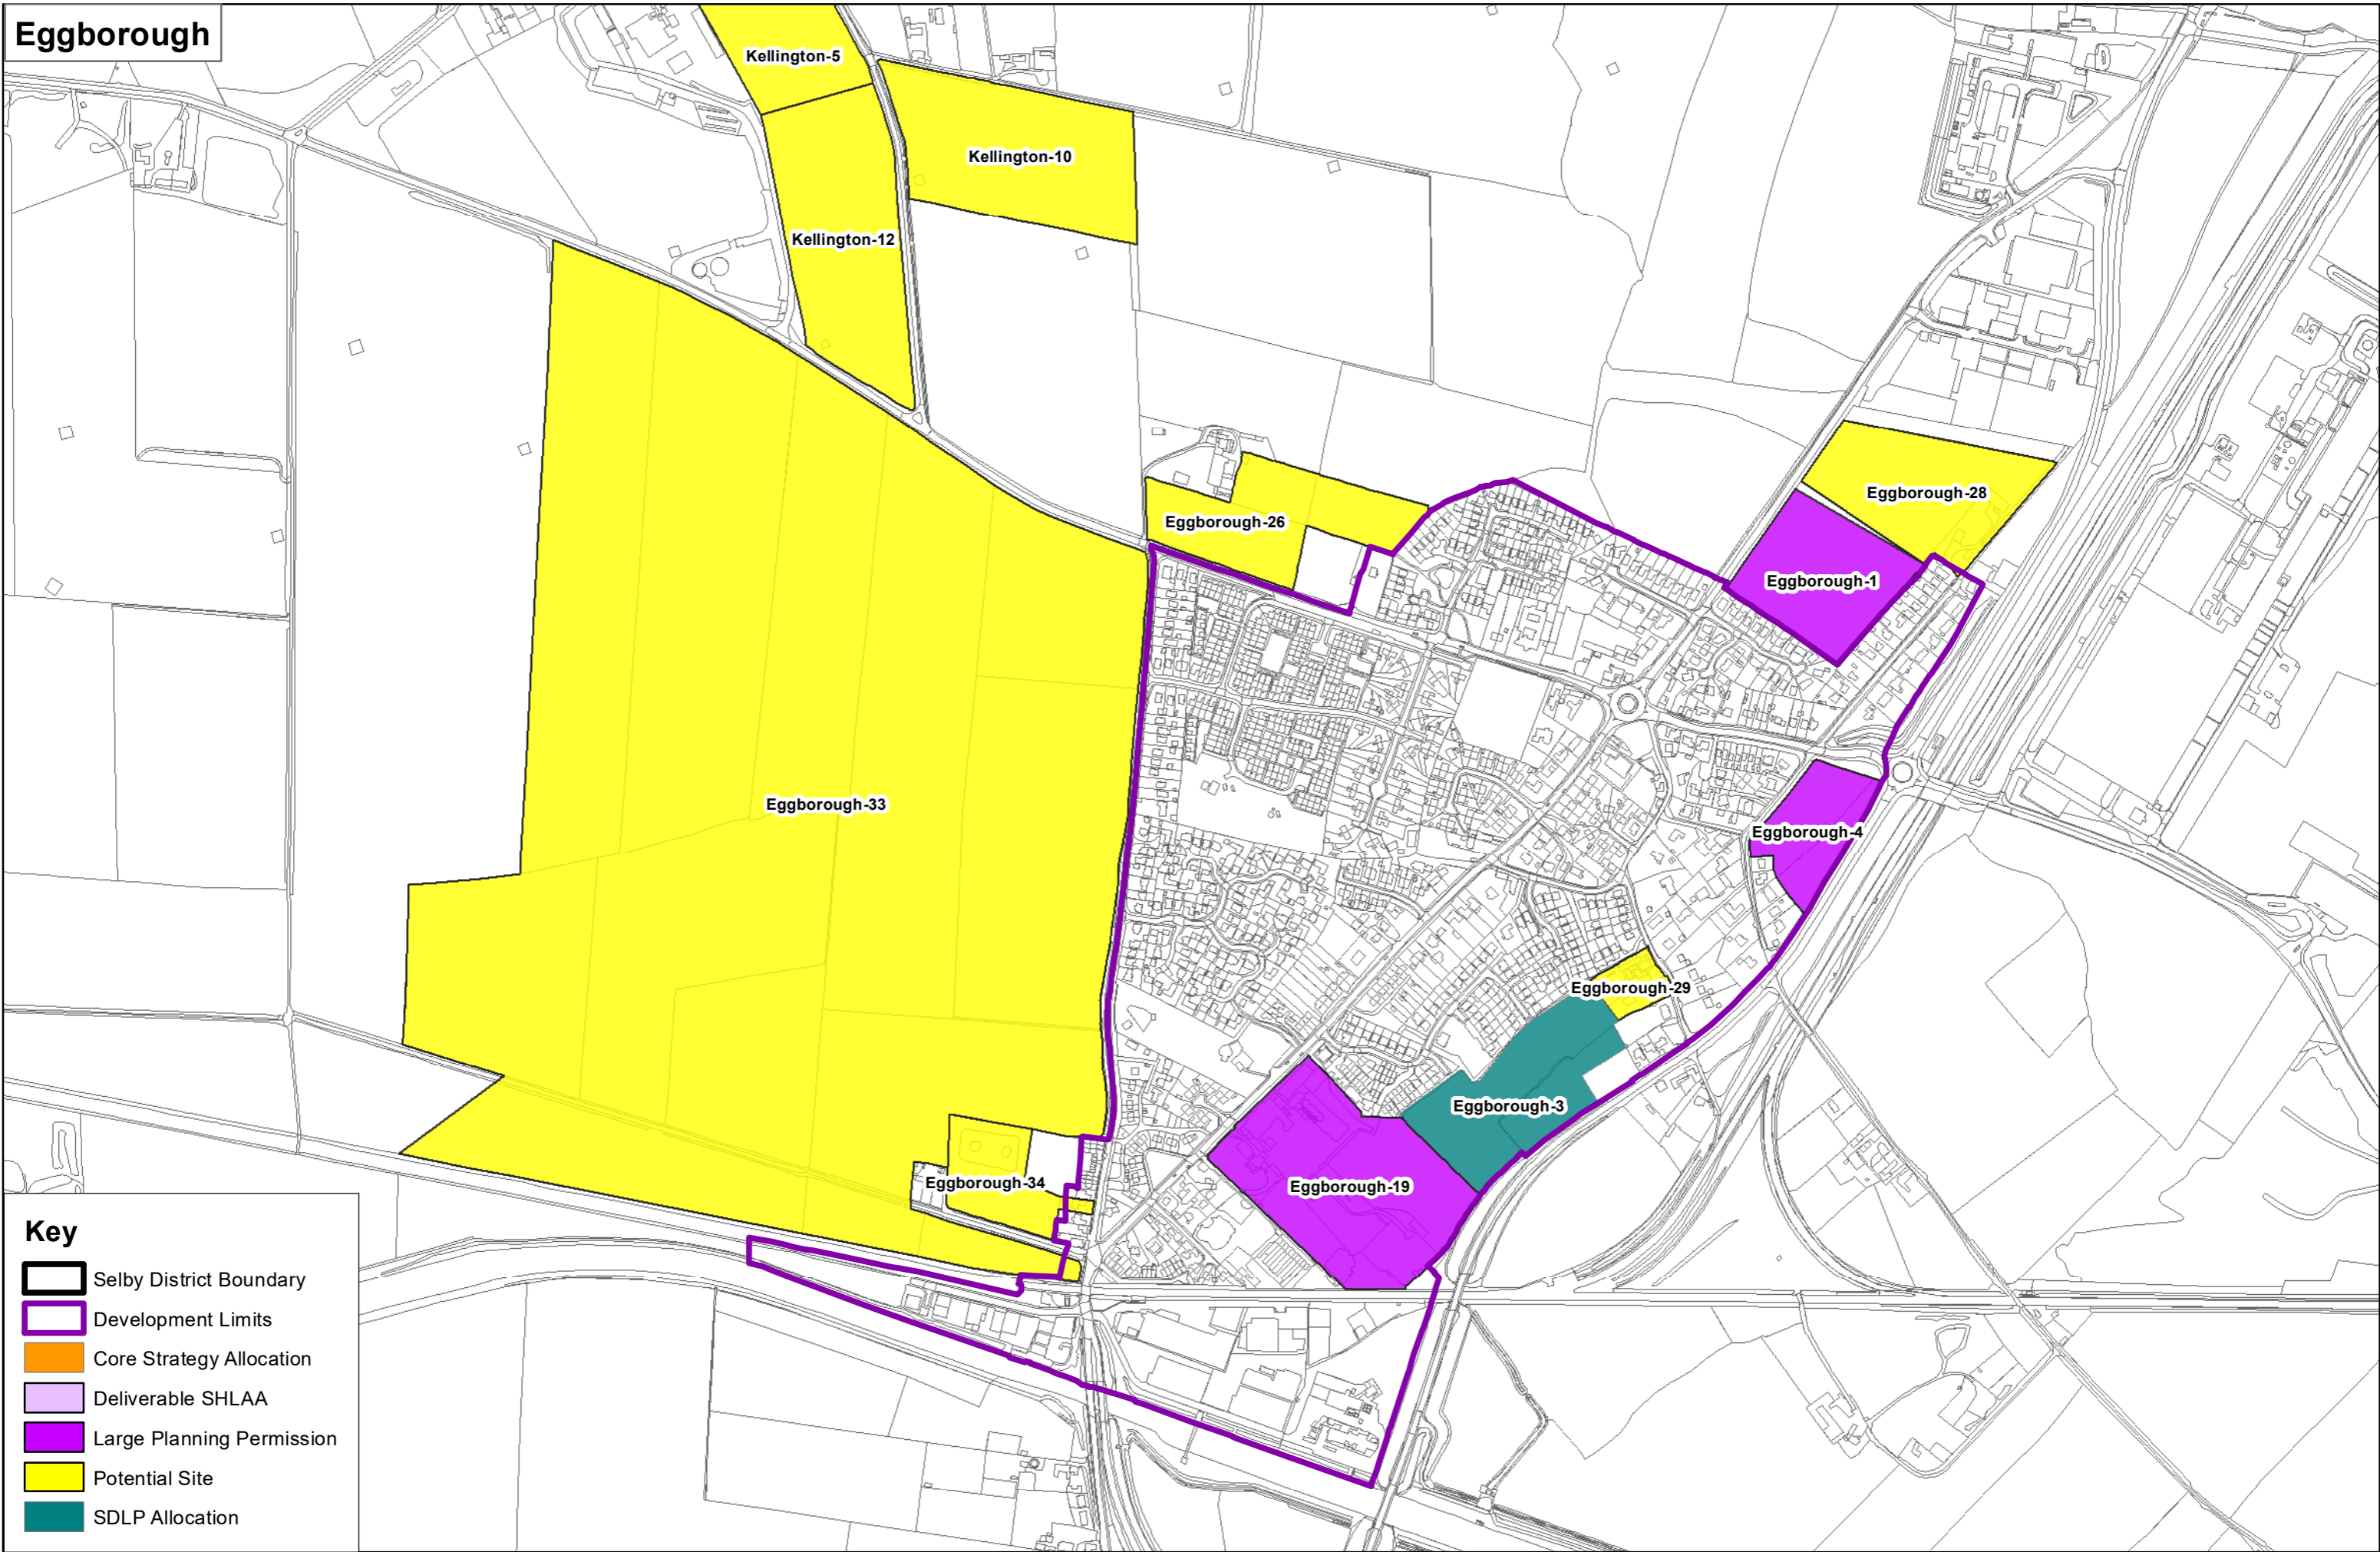 Eggborough
Kellington-5
Kellington-10
Kellington-12
Eggborough-28
Eggborough-26
Eggborough-1
Eggborough-33
Eggborough-4
Eggborough-29
Eggborough-3
Eggborough-34
Eggborough-19
Key
Selby District Boundary
Development Limits
Core Strategy Allocation
Deliverable SHLAA
Large Planning Permission
Potential Site
SDLP Allocation